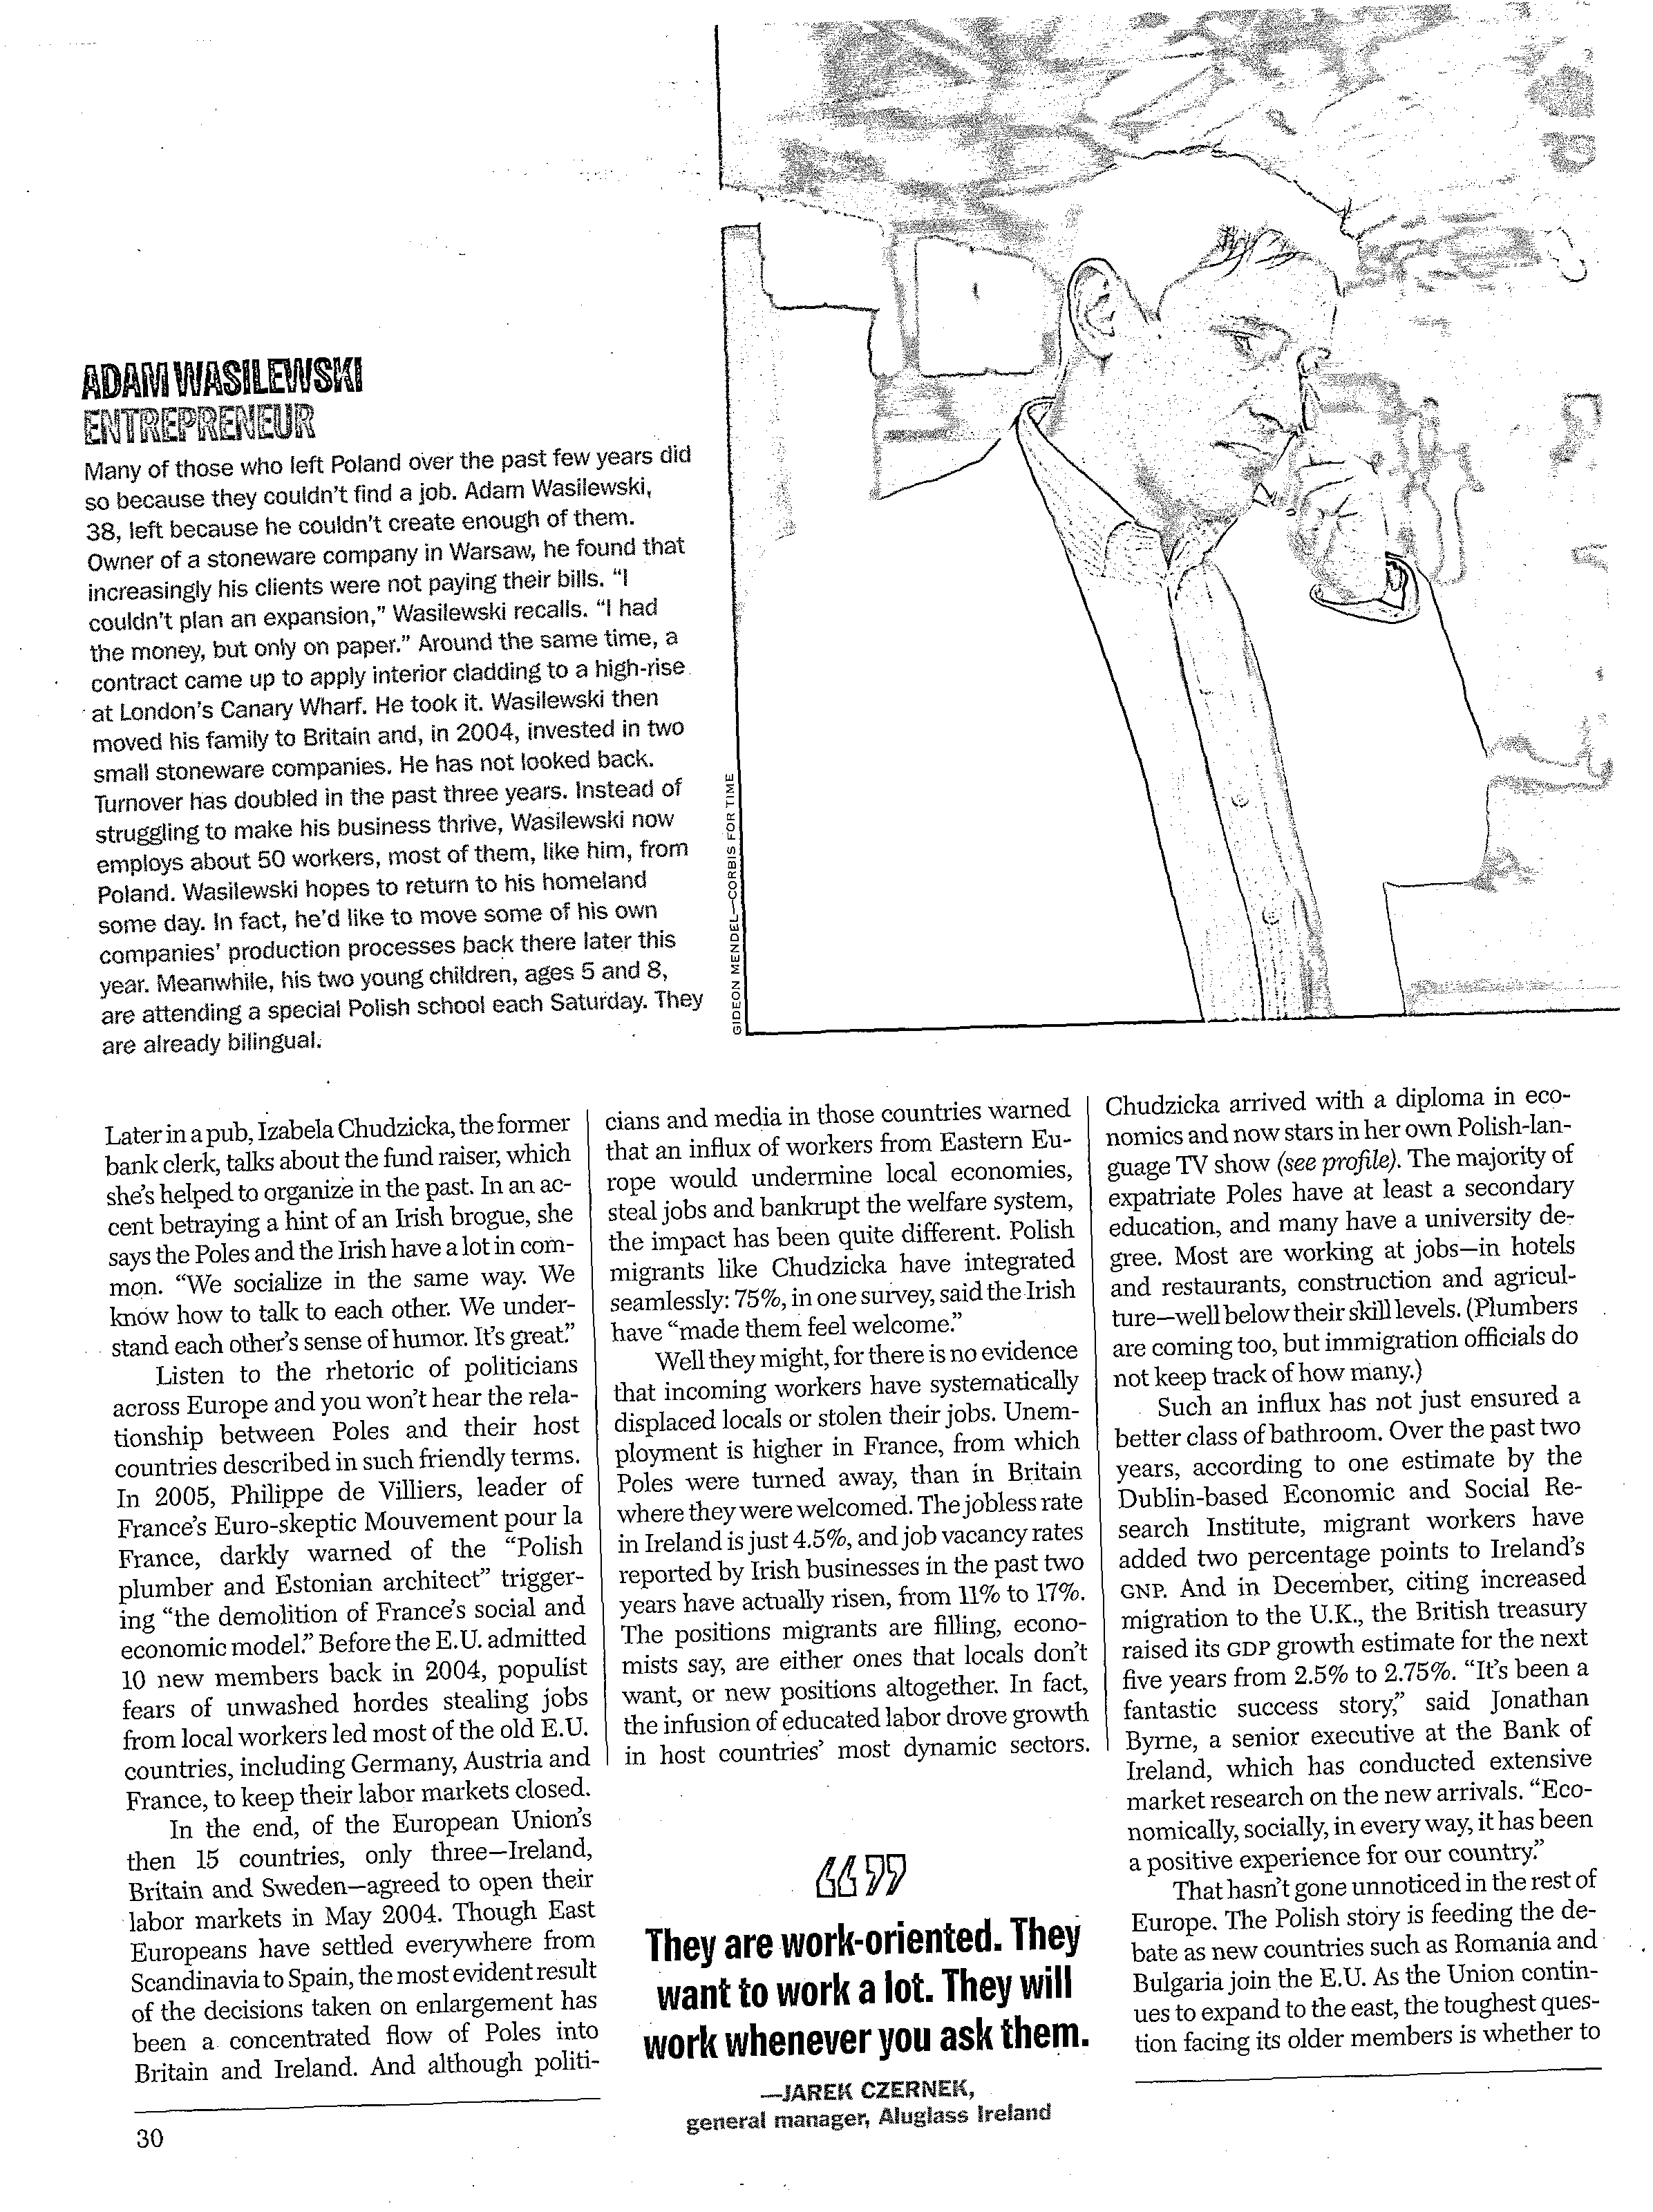 ADAM WASILEWSKI
ENTREPRENEUR
Many of those who left Poland over the past few years did
so because they couldn't find a job. Adam Wasilewski,
38, left because he couldn't create enough of them.
Owner of a stoneware company in Warsaw, he found that
increasingly his clients were not paying their bills. “I
couldn't plan an expansion,” Wasilewski recalls. “I had
the money, but only on paper.” Around the same time, a
contract came up to apply interior cladding to a high-rise
at London's Canary Wharf. He took it. Wasilewski then
moved his family to Britain and, in 2004, invested in two
small stoneware companies. He has not looked back.
Turnover has doubled in the past three years. Instead of
struggling to make his business thrive, Wasilewski now
employs about 50 workers, most of them, like him, from
Poland. Wasilewski hopes to return to his homeland
some day. In fact, he'd like to move some of his own
companies' production processes back there later this
year. Meanwhile, his two young children, ages 5 and 8,
are attending a special Polish school each Saturday. They
are already bilingual.
GIDEON MENDEL—CORBIS FOR TIME
Later in a pub, Izabela Chudzicka, the former
bank clerk, talks about the fund raiser, which
she's helped to organize in the past. In an ac-
cent betraying a hint of an Irish brogue, she
says the Poles and the Irish have a lot in com-
mon. “We socialize in the same way. We
know how to talk to each other. We under-
stand each other's sense of humor. It's great.”
Listen to the rhetoric of politicians
across Europe and you won't hear the rela-
tionship between Poles and their host
countries described in such friendly terms.
In 2005, Philippe de Villiers, leader of
France's Euro-skeptic Mouvement pour la
France, darkly warned of the “Polish
plumber and Estonian architect” trigger-
ing “the demolition of France's social and
economic model.” Before the E.U. admitted
10 new members back in 2004, populist
fears of unwashed hordes stealing jobs
from local workers led most of the old E.U.
countries, including Germany, Austria and
France, to keep their labor markets closed.
In the end, of the European Union's
then 15 countries, only three—Ireland,
Britain and Sweden—agreed to open their
labor markets in May 2004. Though East
Europeans have settled everywhere from
Scandinavia to Spain, the most evident result
of the decisions taken on enlargement has
been a concentrated flow of Poles into
Britain and Ireland. And although politi-
cians and media in those countries warned
that an influx of workers from Eastern Eu-
rope would undermine local economies,
steal jobs and bankrupt the welfare system,
the impact has been quite different. Polish
migrants like Chudzicka have integrated
seamlessly: 75%, in one survey, said the Irish
have “made them feel welcome.”
Well they might, for there is no evidence
that incoming workers have systematically
displaced locals or stolen their jobs. Unem-
ployment is higher in France, from which
Poles were turned away, than in Britain
where they were welcomed. The jobless rate
in Ireland is just 4.5%, and job vacancy rates
reported by Irish businesses in the past two
years have actually risen, from 11% to 17%.
The positions migrants are filling, econo-
mists say, are either ones that locals don't
want, or new positions altogether. In fact,
the infusion of educated labor drove growth
in host countries' most dynamic sectors.
“”
They are work-oriented. They
want to work a lot. They will
work whenever you ask them.
—JAREK CZERNEK,
general manager, Aluglass Ireland
Chudzicka arrived with a diploma in eco-
nomics and now stars in her own Polish-lan-
guage TV show (see profile). The majority of
expatriate Poles have at least a secondary
education, and many have a university de-
gree. Most are working at jobs—in hotels
and restaurants, construction and agricul-
ture—well below their skill levels. (Plumbers
are coming too, but immigration officials do
not keep track of how many.)
Such an influx has not just ensured a
better class of bathroom. Over the past two
years, according to one estimate by the
Dublin-based Economic and Social Re-
search Institute, migrant workers have
added two percentage points to Ireland's
GNP. And in December, citing increased
migration to the U.K., the British treasury
raised its GDP growth estimate for the next
five years from 2.5% to 2.75%. “It's been a
fantastic success story,” said Jonathan
Byrne, a senior executive at the Bank of
Ireland, which has conducted extensive
market research on the new arrivals. “Eco-
nomically, socially, in every way, it has been
a positive experience for our country.”
That hasn't gone unnoticed in the rest of
Europe. The Polish story is feeding the de-
bate as new countries such as Romania and
Bulgaria join the E.U. As the Union contin-
ues to expand to the east, the toughest ques-
tion facing its older members is whether to
30